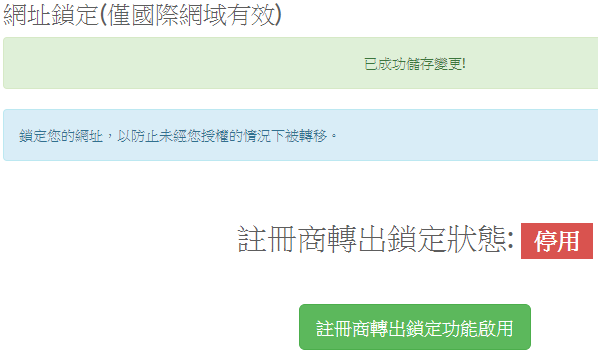 網址鎖定(僅國際網域有效)
已成功儲存變更!
鎖定您的網址，以防止未經您授權的情況下被轉移。
註冊商轉出鎖定狀態: 停用
註冊商轉出鎖定功能啟用